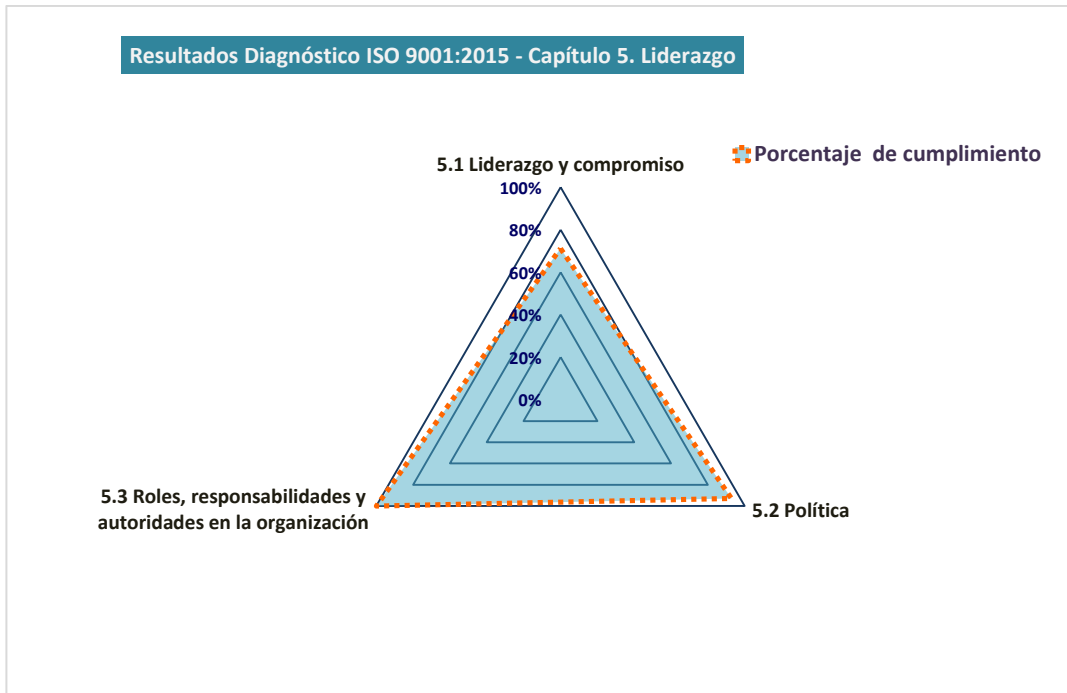 Resultados Diagnóstico ISO 9001:2015 - Capítulo 5. Liderazgo
Porcentaje de cumplimiento
5.1 Liderazgo y compromiso
100%
80%
60%
40%
20%
0%
5.3 Roles, responsabilidades y
autoridades en la organización
5.2 Política